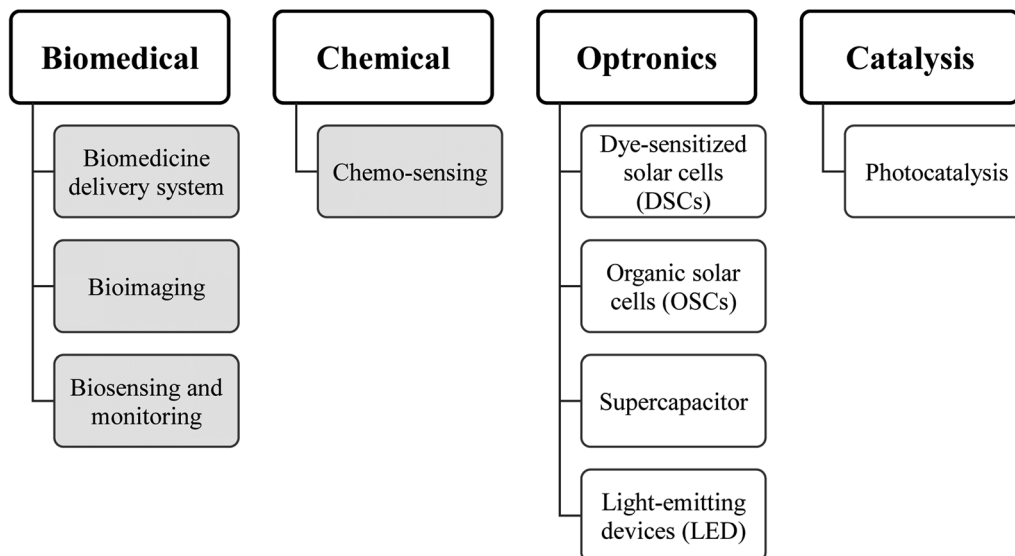 Biomedical
Biomedicine
delivery system
Bioimaging
Biosensing and
monitoring
Chemical
Chemo-sensing
Optronics
Dye-sensitized
solar cells
(DSCs)
Organic solar
cells (OSCs)
Supercapacitor
Light-emitting
devices (LED)
Catalysis
Photocatalysis